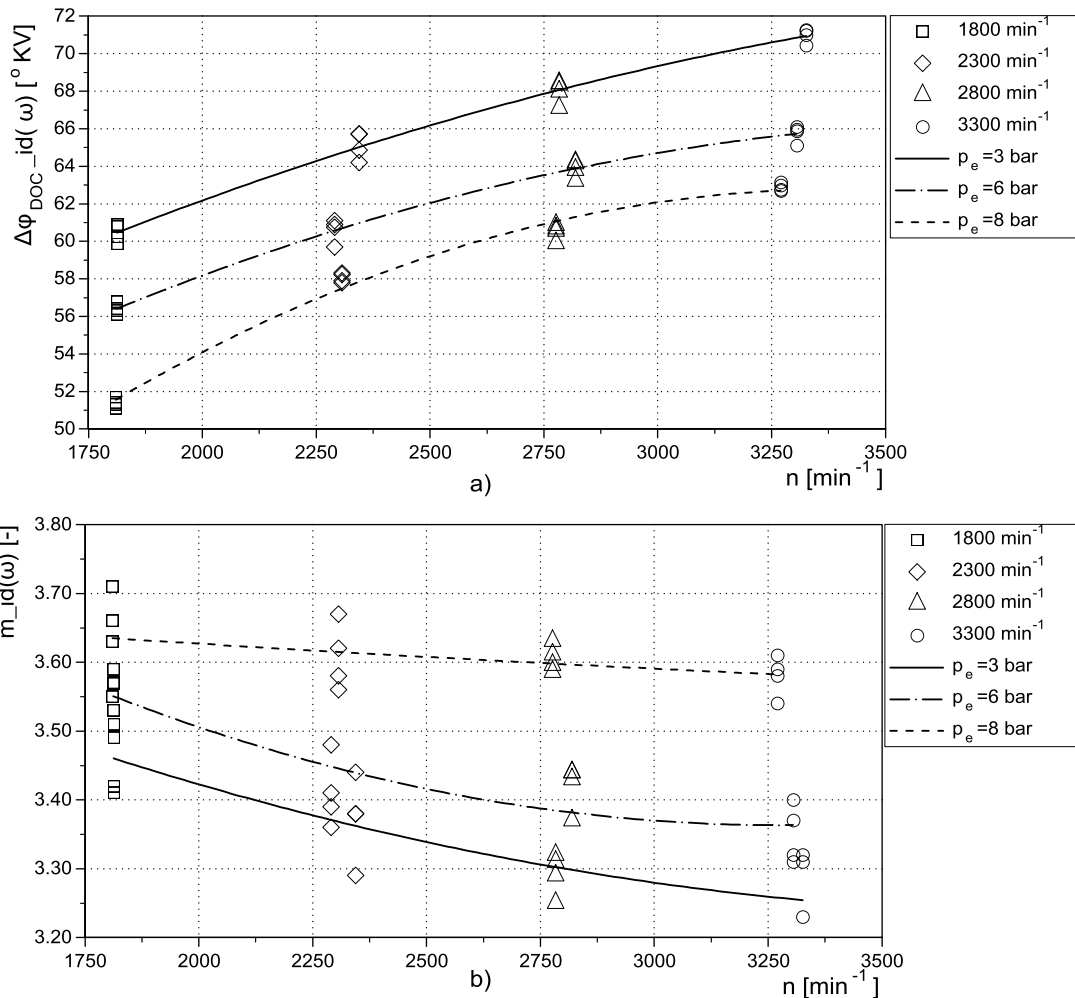 72
70
68
66
64
62
60
58
56
54
52
50
Δφ_DOC_id(ω) [°KV]
1750 2000 2250 2500 2750 3000 3250 3500
n [min⁻¹]
a)
1800 min⁻¹
2300 min⁻¹
2800 min⁻¹
3300 min⁻¹
p_e=3 bar
p_e=6 bar
p_e=8 bar
3.80
3.70
3.60
3.50
3.40
3.30
3.20
m_id(ω) [-]
1750 2000 2250 2500 2750 3000 3250 3500
b)
n [min⁻¹]
1800 min⁻¹
2300 min⁻¹
2800 min⁻¹
3300 min⁻¹
p_e=3 bar
p_e=6 bar
p_e=8 bar